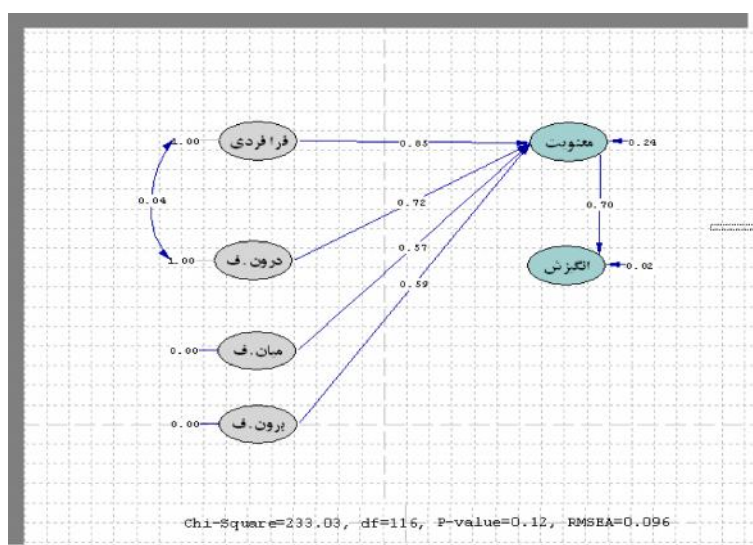 1.00 فرا فردی 0.83 معنویت 0.24
0.04
0.72
0.70
1.00 درون.ف
0.57
انگیزش 0.02
0.59
0.00 میان.ف
0.00 برون.ف
Chi-Square=233.03, df=116, P-value=0.12, RMSEA=0.096